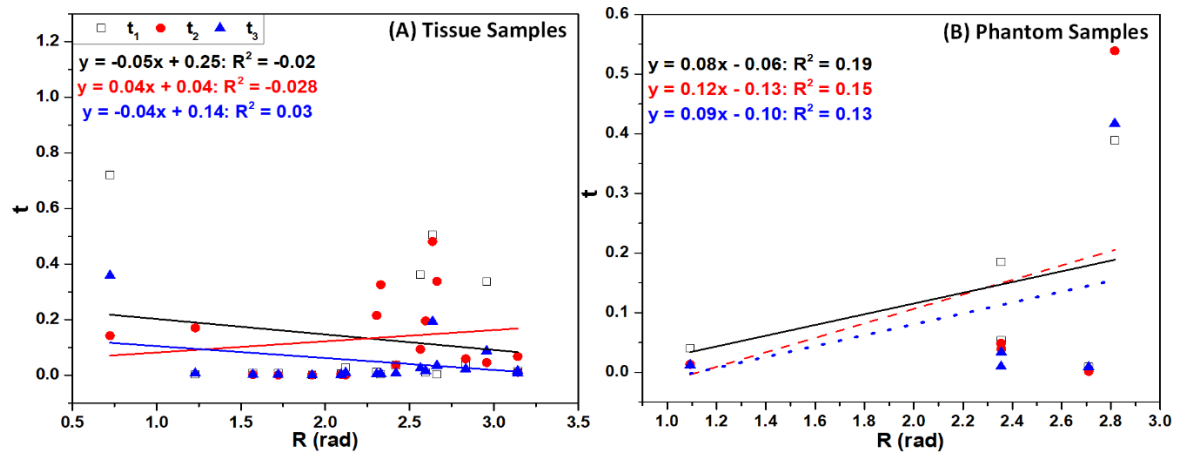 t1 t2 t3
(A) Tissue Samples
y = -0.05x + 0.25: R² = -0.02
y = 0.04x + 0.04: R² = -0.028
y = -0.04x + 0.14: R² = 0.03
t
1.2
1.0
0.8
0.6
0.4
0.2
0.0
0.5 1.0 1.5 2.0 2.5 3.0 3.5
R (rad)
(B) Phantom Samples
y = 0.08x - 0.06: R² = 0.19
y = 0.12x - 0.13: R² = 0.15
y = 0.09x - 0.10: R² = 0.13
t
0.6
0.5
0.4
0.3
0.2
0.1
0.0
1.0 1.2 1.4 1.6 1.8 2.0 2.2 2.4 2.6 2.8 3.0
R (rad)